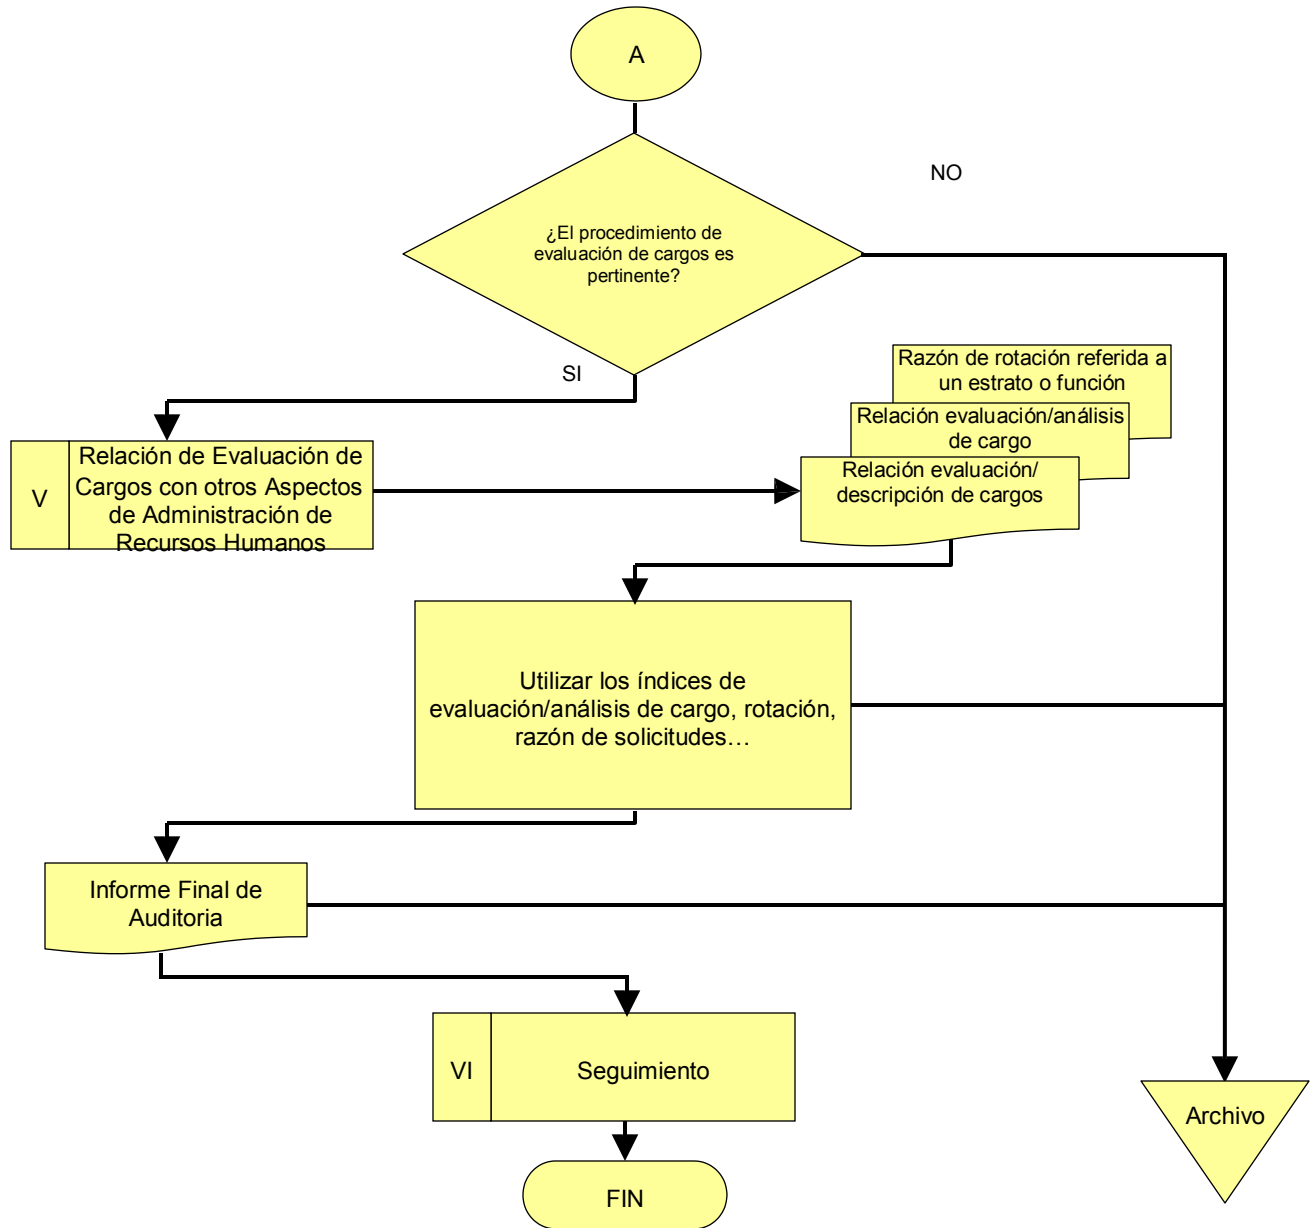 A
NO
¿El procedimiento de
evaluación de cargos es
pertinente?
SI
Razón de rotación referida a
un estrato o función
Relación evaluación/análisis
de cargo
Relación evaluación/
descripción de cargos
V
Relación de Evaluación de
Cargos con otros Aspectos
de Administración de
Recursos Humanos
Utilizar los índices de
evaluación/análisis de cargo, rotación,
razón de solicitudes…
Informe Final de
Auditoria
VI
Seguimiento
Archivo
FIN